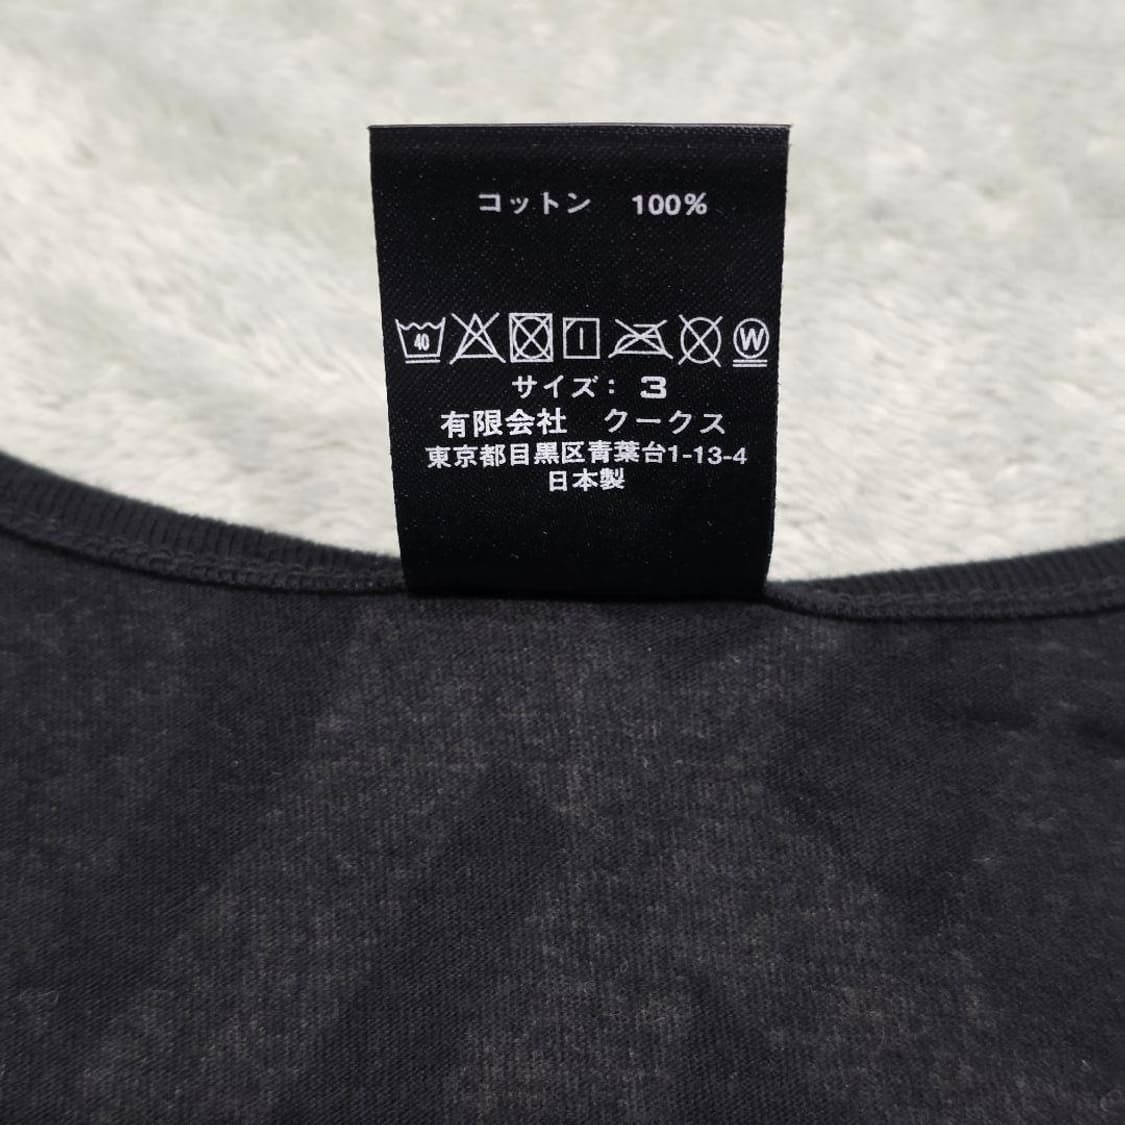 コットン　100%
40 W
サイズ：3
有限会社　クークス
東京都目黒区青葉台1-13-4
日本製